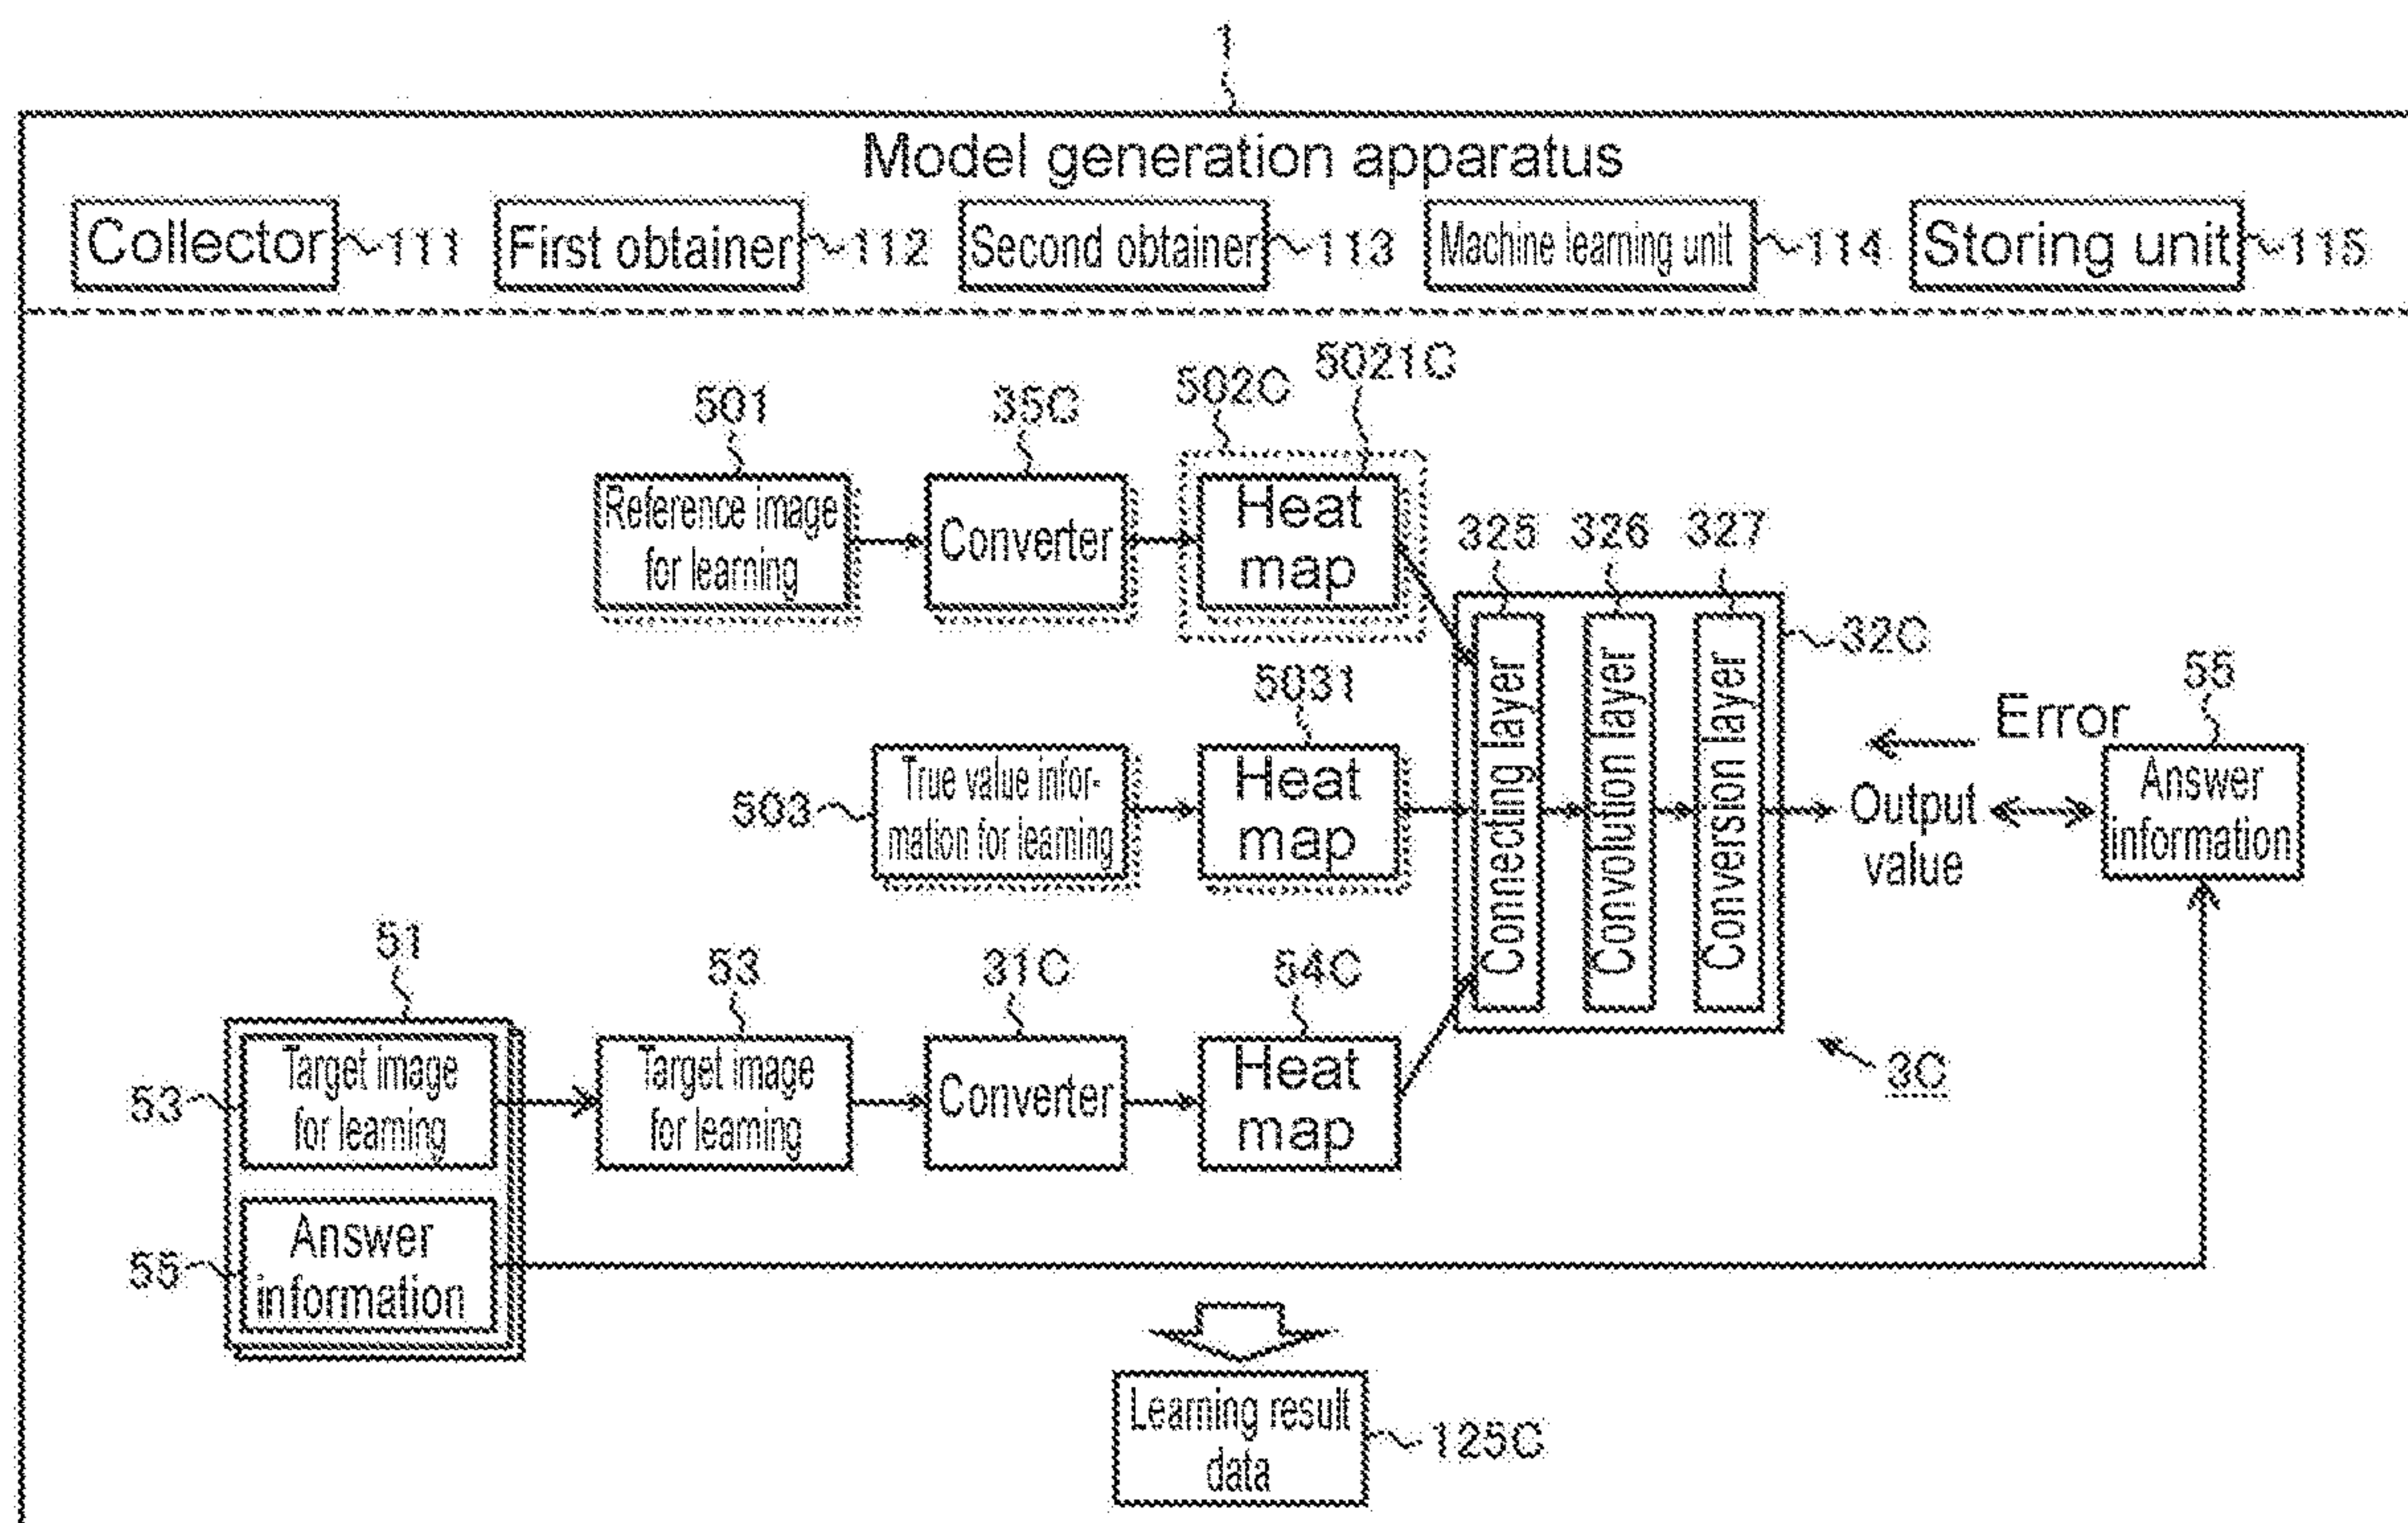 1
Model generation apparatus
Collector 111 First obtainer 112 Second obtainer 113 Machine learning unit 114 Storing unit 115
501 35C 502C 5021C
Reference image
for learning
Converter
Heat
map
325 326 327
32C
Connecting layer
Convolution layer
Conversion layer
503
True value infor-
mation for learning
5031
Heat
map
Error
Output
value
55
Answer
information
51
53
Target image
for learning
55
Answer
information
53
Target image
for learning
31C
Converter
54C
Heat
map
3C
Learning result
data
125C